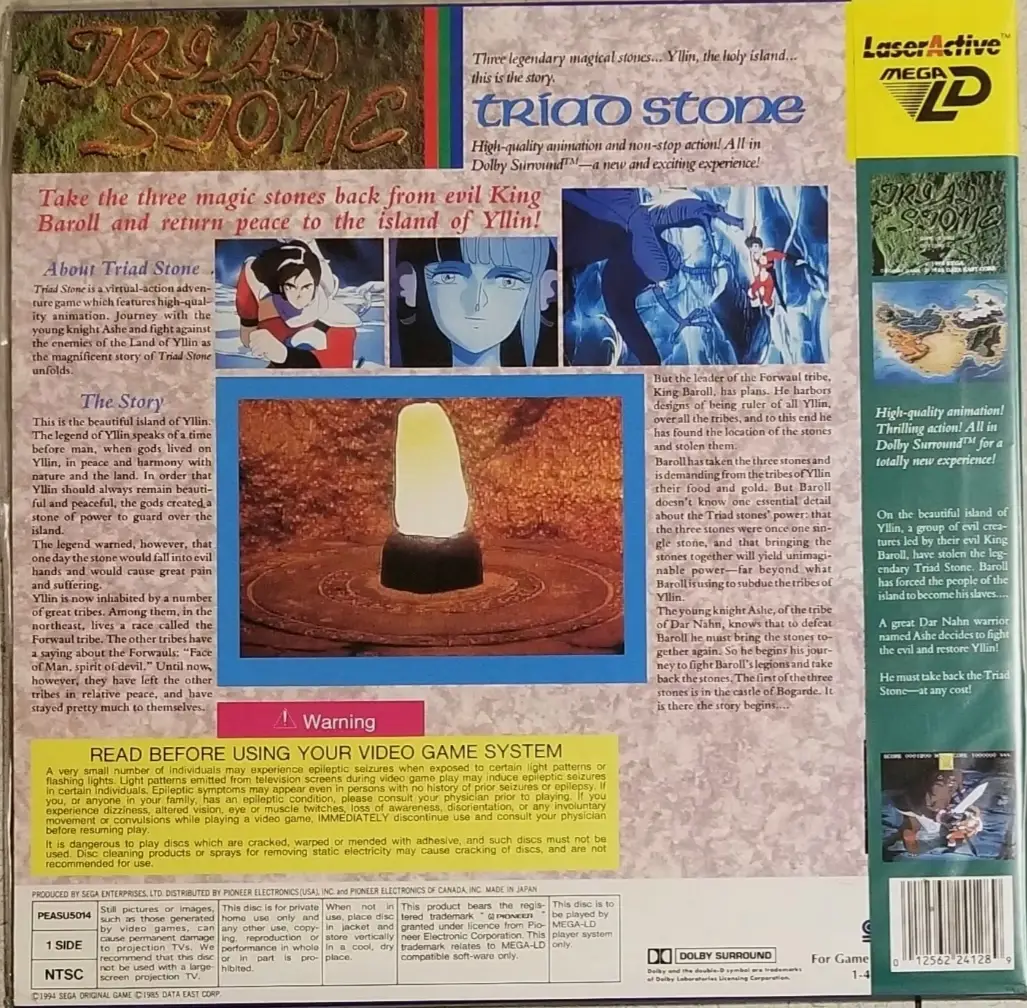 TRIAD
STONE
Three legendary magical stones... Yllin, the holy island...
this is the story.
triad stone
High-quality animation and non-stop action! All in
Dolby Surround™—a new and exciting experience!
Take the three magic stones back from evil King
Baroll and return peace to the island of Yllin!
About Triad Stone
Triad Stone is a virtual-action adven-
ture game which features high-qual-
ity animation. Journey with the
young knight Ashe and fight against
the enemies of the Land of Yllin as
the magnificent story of Triad Stone
unfolds.
The Story
This is the beautiful island of Yllin.
The legend of Yllin speaks of a time
before man, when gods lived on
Yllin, in peace and harmony with
nature and the land. In order that
Yllin should always remain beauti-
ful and peaceful, the gods created a
stone of power to guard over the
island.
The legend warned, however, that
one day the stone would fall into evil
hands and would cause great pain
and suffering.
Yllin is now inhabited by a number
of great tribes. Among them, in the
northeast, lives a race called the
Forwaul tribe. The other tribes have
a saying about the Forwauls: "Face
of Man, spirit of devil." Until now,
however, they have left the other
tribes in relative peace, and have
stayed pretty much to themselves.
But the leader of the Forwaul tribe,
King Baroll, has plans. He harbors
designs of being ruler of all Yllin,
over all the tribes, and to this end he
has found the location of the stones
and stolen them.
Baroll has taken the three stones and
is demanding from the tribes of Yllin
their food and gold. But Baroll
doesn't know one essential detail
about the Triad stones' power: that
the three stones were once one sin-
gle stone, and that bringing the
stones together will yield unimagi-
nable power—far beyond what
Baroll is using to subdue the tribes of
Yllin.
The young knight Ashe, of the tribe
of Dar Nahn, knows that to defeat
Baroll he must bring the stones to-
gether again. So he begins his jour-
ney to fight Baroll's legions and take
back the stones. The first of the three
stones is in the castle of Bogarde. It
is there the story begins....
Warning
READ BEFORE USING YOUR VIDEO GAME SYSTEM
A very small number of individuals may experience epileptic seizures when exposed to certain light patterns or
flashing lights. Light patterns emitted from television screens during video game play may induce epileptic seizures
in certain individuals. Epileptic symptoms may appear even in persons with no history of prior seizures or epilepsy. If
you, or anyone in your family, has an epileptic condition, please consult your physician prior to playing. If you
experience dizziness, altered vision, eye or muscle twitches, loss of awareness, disorientation, or any involuntary
movement or convulsions while playing a video game, IMMEDIATELY discontinue use and consult your physician
before resuming play.
It is dangerous to play discs which are cracked, warped or mended with adhesive, and such discs must not be
used. Disc cleaning products or sprays for removing static electricity may cause cracking of discs, and are not
recommended for use.
PRODUCED BY SEGA ENTERPRISES, LTD. DISTRIBUTED BY PIONEER ELECTRONICS (USA), INC. and PIONEER ELECTRONICS OF CANADA, INC. MADE IN JAPAN
PEASU5014
1 SIDE
NTSC
Still pictures or images,
such as those generated
by video games, can
cause permanent damage
to projection TVs. We
recommend that this disc
not be used with a large-
screen projection TV.
This disc is for private
home use only and
any other use, copy-
ing, reproduction or
performance in whole
or in part is pro-
hibited.
When not in
use, place disc
in jacket and
store vertically
in a cool, dry
place.
This product bears the regis-
tered trademark " PIONEER "
granted under licence from Pio-
neer Electronic Corporation. This
trademark relates to MEGA-LD
compatible soft-ware only.
This disc is to
be played by
MEGA-LD
player system
only.
©1994 SEGA ORIGINAL GAME ©1985 DATA EAST CORP.
DOLBY SURROUND
Dolby and the double-D symbol are trademarks
of Dolby Laboratories Licensing Corporation.
For Game
1-4
LaserActive™
MEGA
LD
TRIAD
STONE
High-quality animation!
Thrilling action! All in
Dolby Surround™ for a
totally new experience!
On the beautiful island of
Yllin, a group of evil crea-
tures led by their evil King
Baroll, have stolen the leg-
endary Triad Stone. Baroll
has forced the people of the
island to become his slaves....
A great Dar Nahn warrior
named Ashe decides to fight
the evil and restore Yllin!
He must take back the Triad
Stone—at any cost!
0 12562 24128 9